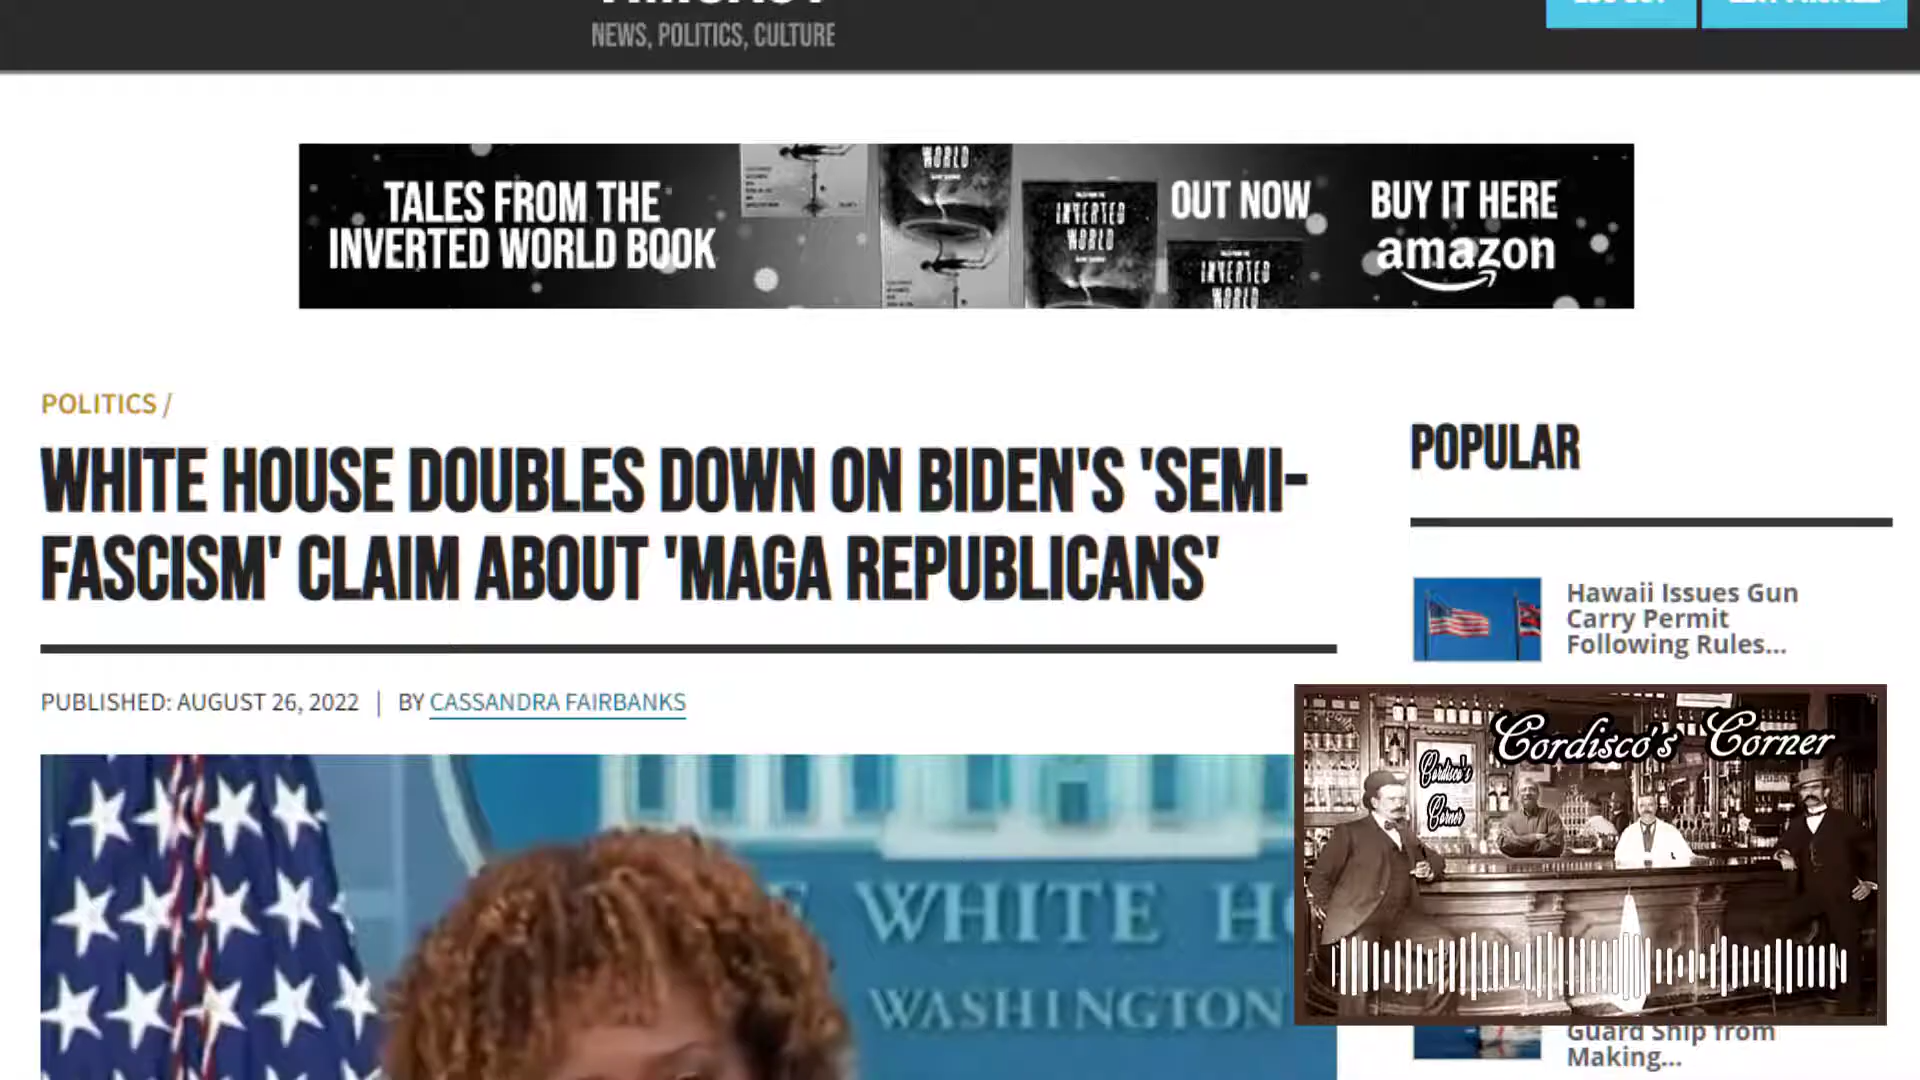 NEWS, POLITICS, CULTURE
TALES FROM THE
INVERTED WORLD BOOK
WORLD
INVERTED
WORLD
INVERTED
WORLD
OUT NOW
BUY IT HERE
amazon
POLITICS /
WHITE HOUSE DOUBLES DOWN ON BIDEN'S 'SEMI-
FASCISM' CLAIM ABOUT 'MAGA REPUBLICANS'
PUBLISHED: AUGUST 26, 2022 | BY CASSANDRA FAIRBANKS
POPULAR
Hawaii Issues Gun
Carry Permit
Following Rules...
Cordisco's Corner
Cordisco's
Corner
WHITE
WASHINGTON
Guard Ship from
Making...